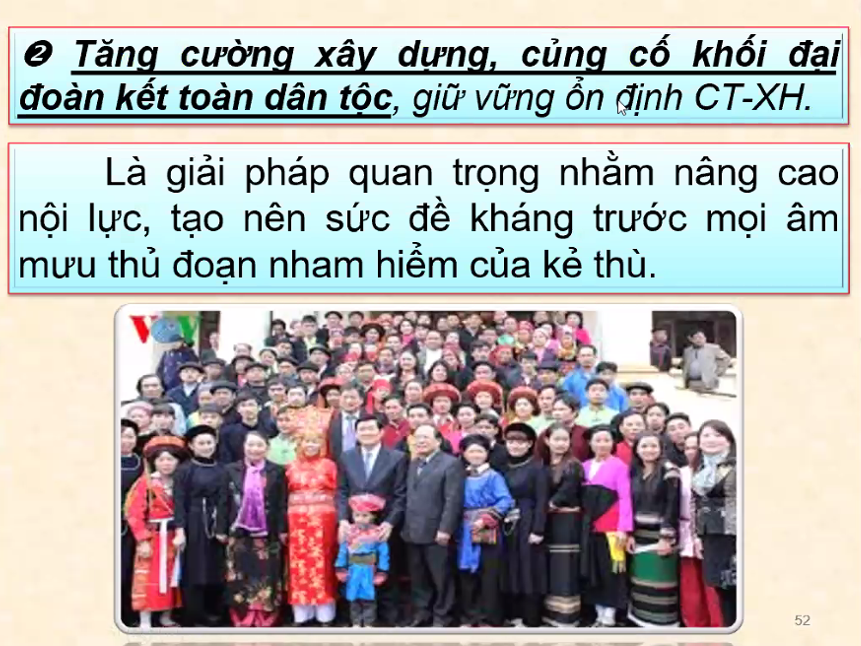 ❷ Tăng cường xây dựng, củng cố khối đại
đoàn kết toàn dân tộc, giữ vững ổn định CT-XH.
Là giải pháp quan trọng nhằm nâng cao
nội lực, tạo nên sức đề kháng trước mọi âm
mưu thủ đoạn nham hiểm của kẻ thù.
VOV
52